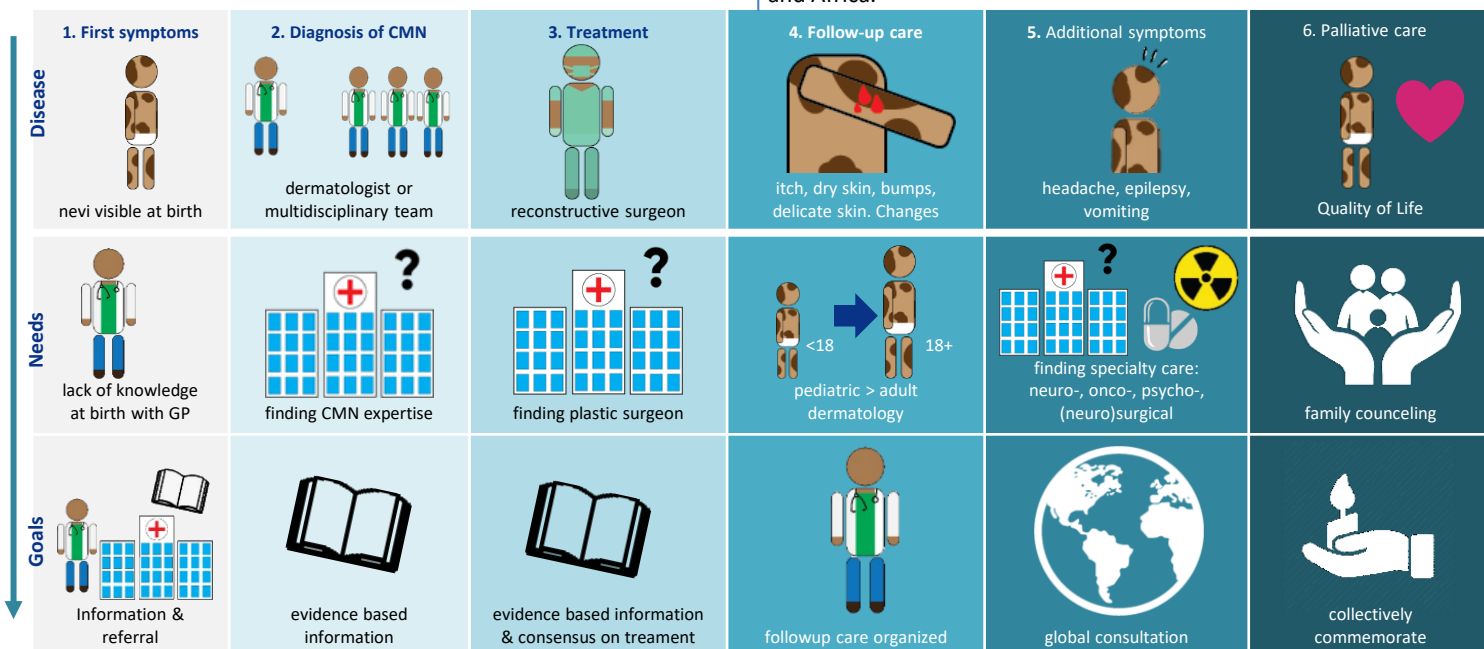 and Africa.
1. First symptoms
2. Diagnosis of CMN
3. Treatment
4. Follow-up care
5. Additional symptoms
6. Palliative care
Disease
nevi visible at birth
dermatologist or
multidisciplinary team
reconstructive surgeon
itch, dry skin, bumps,
delicate skin. Changes
headache, epilepsy,
vomiting
Quality of Life
Needs
lack of knowledge
at birth with GP
?
finding CMN expertise
?
finding plastic surgeon
<18
18+
pediatric > adult
dermatology
?
finding specialty care:
neuro-, onco-, psycho-,
(neuro)surgical
family counceling
Goals
Information &
referral
evidence based
information
evidence based information
& consensus on treament
followup care organized
global consultation
collectively
commemorate